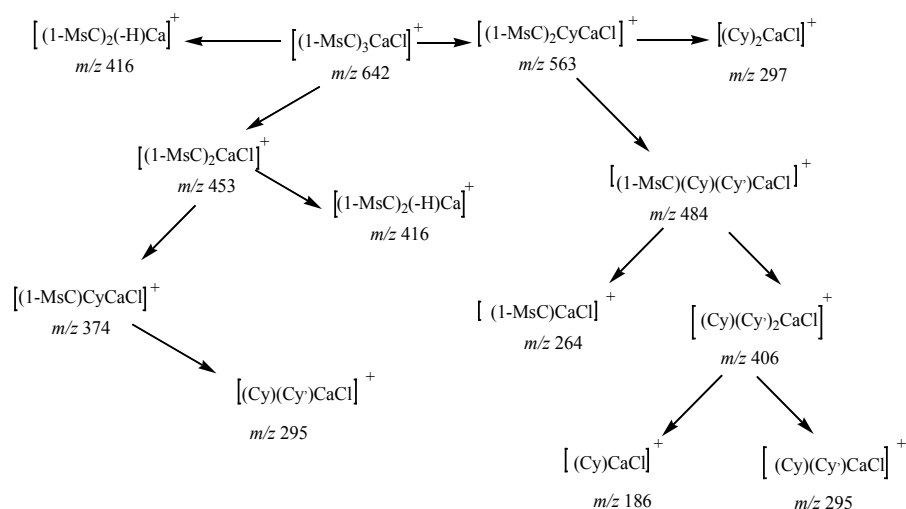 [(1-MsC)₂(-H)Ca]⁺
m/z 416
[(1-MsC)₃CaCl]⁺
m/z 642
[(1-MsC)₂CyCaCl]⁺
m/z 563
[(Cy)₂CaCl]⁺
m/z 297
[(1-MsC)₂CaCl]⁺
m/z 453
[(1-MsC)₂(-H)Ca]⁺
m/z 416
[(1-MsC)(Cy)(Cy')CaCl]⁺
m/z 484
[(1-MsC)CyCaCl]⁺
m/z 374
[(1-MsC)CaCl]⁺
m/z 264
[(Cy)(Cy')₂CaCl]⁺
m/z 406
[(Cy)(Cy')CaCl]⁺
m/z 295
[(Cy)CaCl]⁺
m/z 186
[(Cy)(Cy')CaCl]⁺
m/z 295